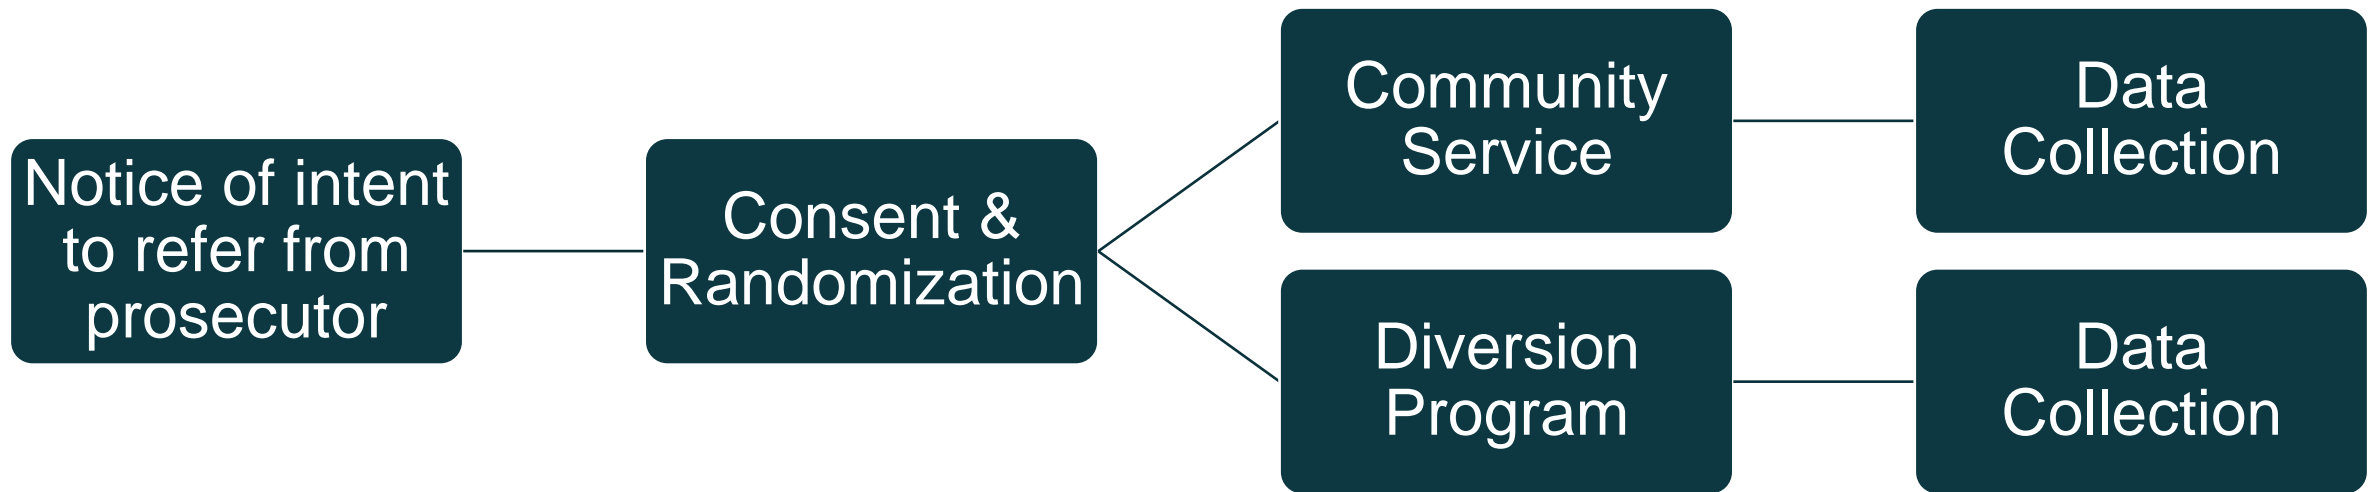 Notice of intent
to refer from
prosecutor
Consent &
Randomization
Community
Service
Data
Collection
Diversion
Program
Data
Collection